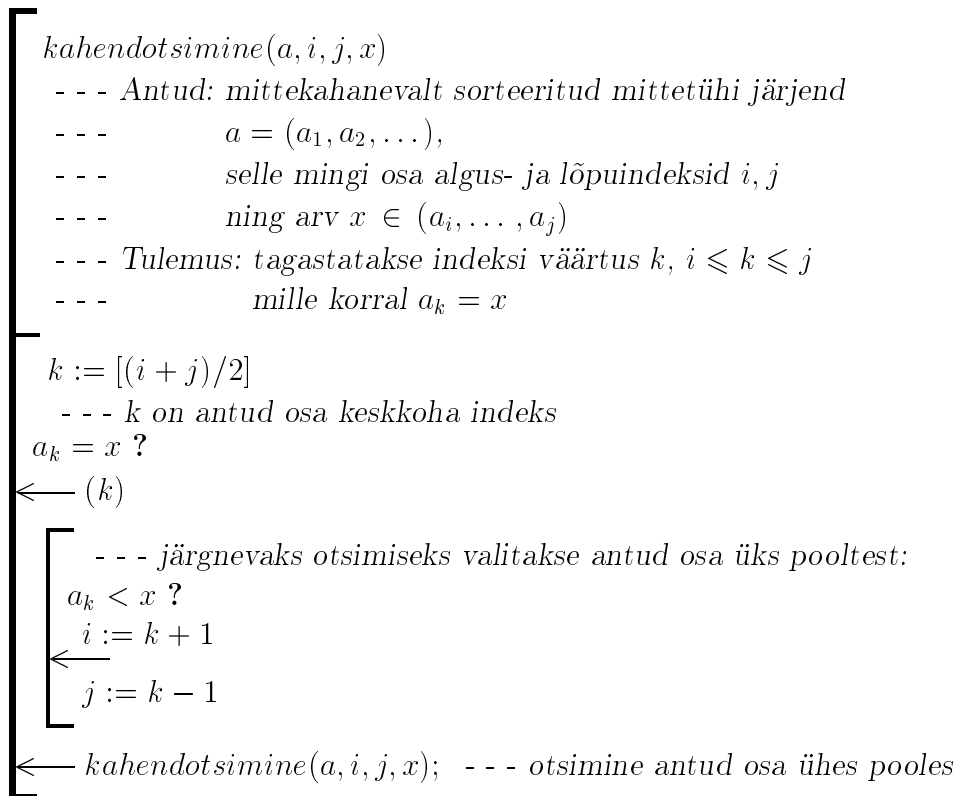 kahendotsimine(a, i, j, x)
- - - Antud: mittekahanevalt sorteeritud mittetühi järjend
- - - a = (a₁, a₂, . . . ),
- - - selle mingi osa algus- ja lõpuindeksid i, j
- - - ning arv x ∈ (aᵢ, . . . , aⱼ)
- - - Tulemus: tagastatakse indeksi väärtus k, i ⩽ k ⩽ j
- - - mille korral aₖ = x
k := [(i + j)/2]
- - - k on antud osa keskkoha indeks
aₖ = x ?
(k)
- - - järgnevaks otsimiseks valitakse antud osa üks pooltest:
aₖ < x ?
i := k + 1
j := k − 1
kahendotsimine(a, i, j, x); - - - otsimine antud osa ühes pooles